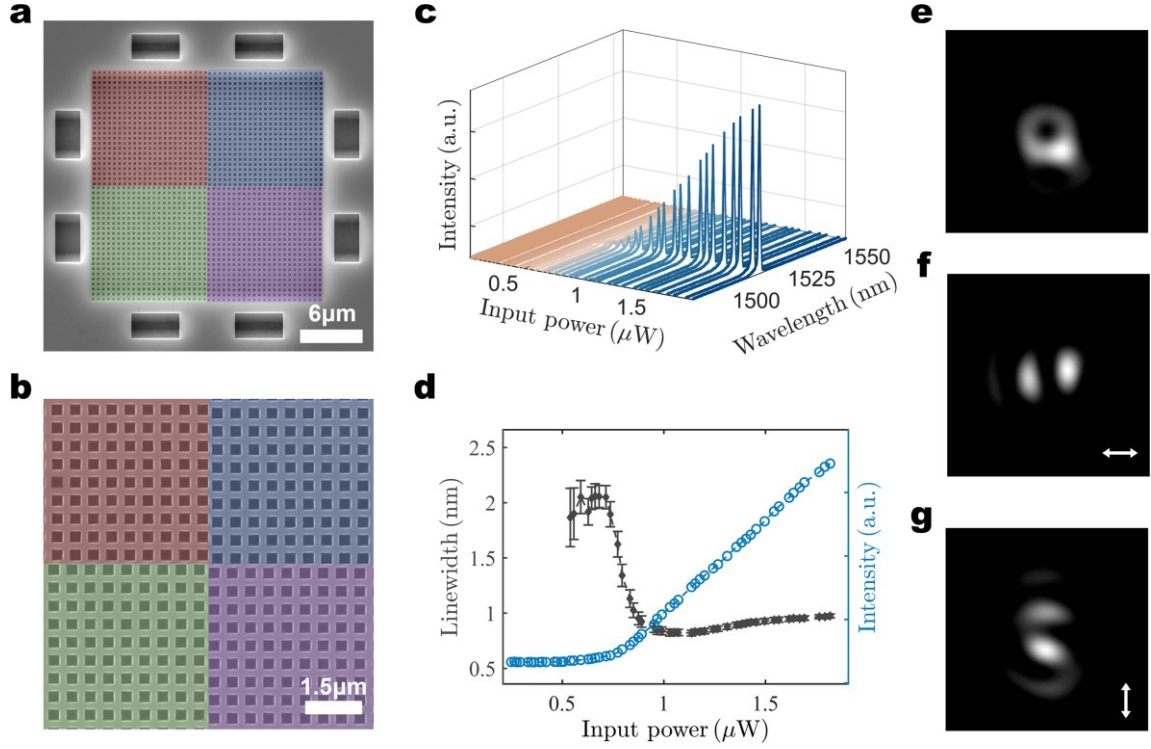 a
6μm
b
1.5μm
c
Intensity (a.u.)
0.5
1
1.5
Input power (μW)
1500
1525
1550
Wavelength (nm)
d
2.5
2
1.5
1
0.5
Linewidth (nm)
0.5
1
1.5
Input power (μW)
Intensity (a.u.)
e
f
g